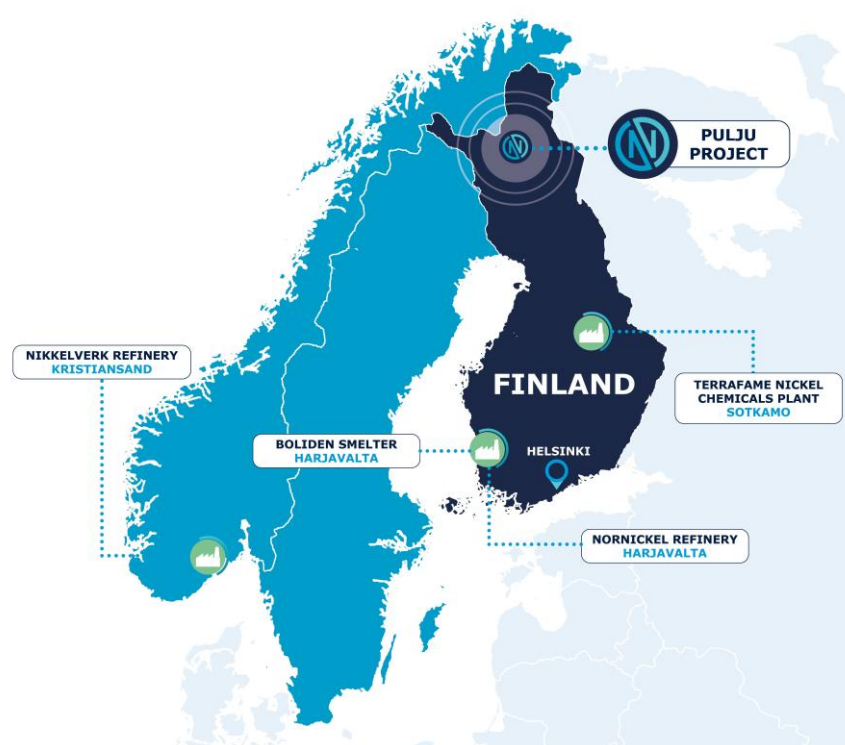 PULJU
PROJECT
NIKKELVERK REFINERY
KRISTIANSAND
FINLAND
TERRAFAME NICKEL
CHEMICALS PLANT
SOTKAMO
BOLIDEN SMELTER
HARJAVALTA
HELSINKI
NORNICKEL REFINERY
HARJAVALTA